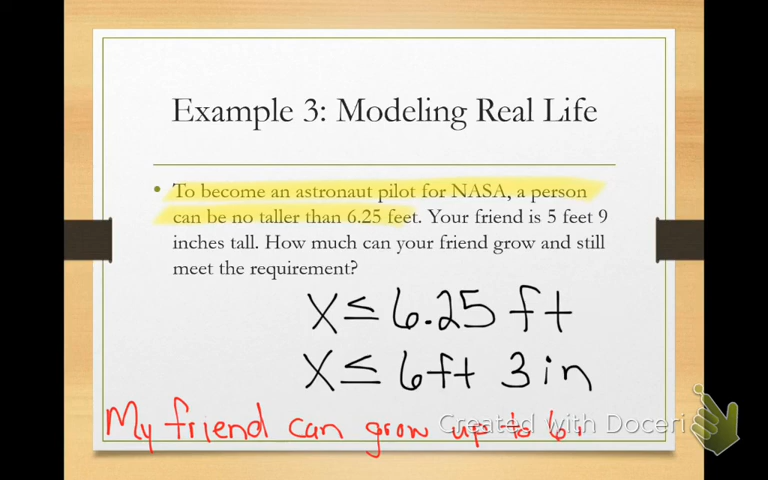 Example 3: Modeling Real Life
• To become an astronaut pilot for NASA, a person
can be no taller than 6.25 feet. Your friend is 5 feet 9
inches tall. How much can your friend grow and still
meet the requirement?
x ≤ 6.25 ft
x ≤ 6ft 3in
My friend can grow up to 6
Created with Doceri